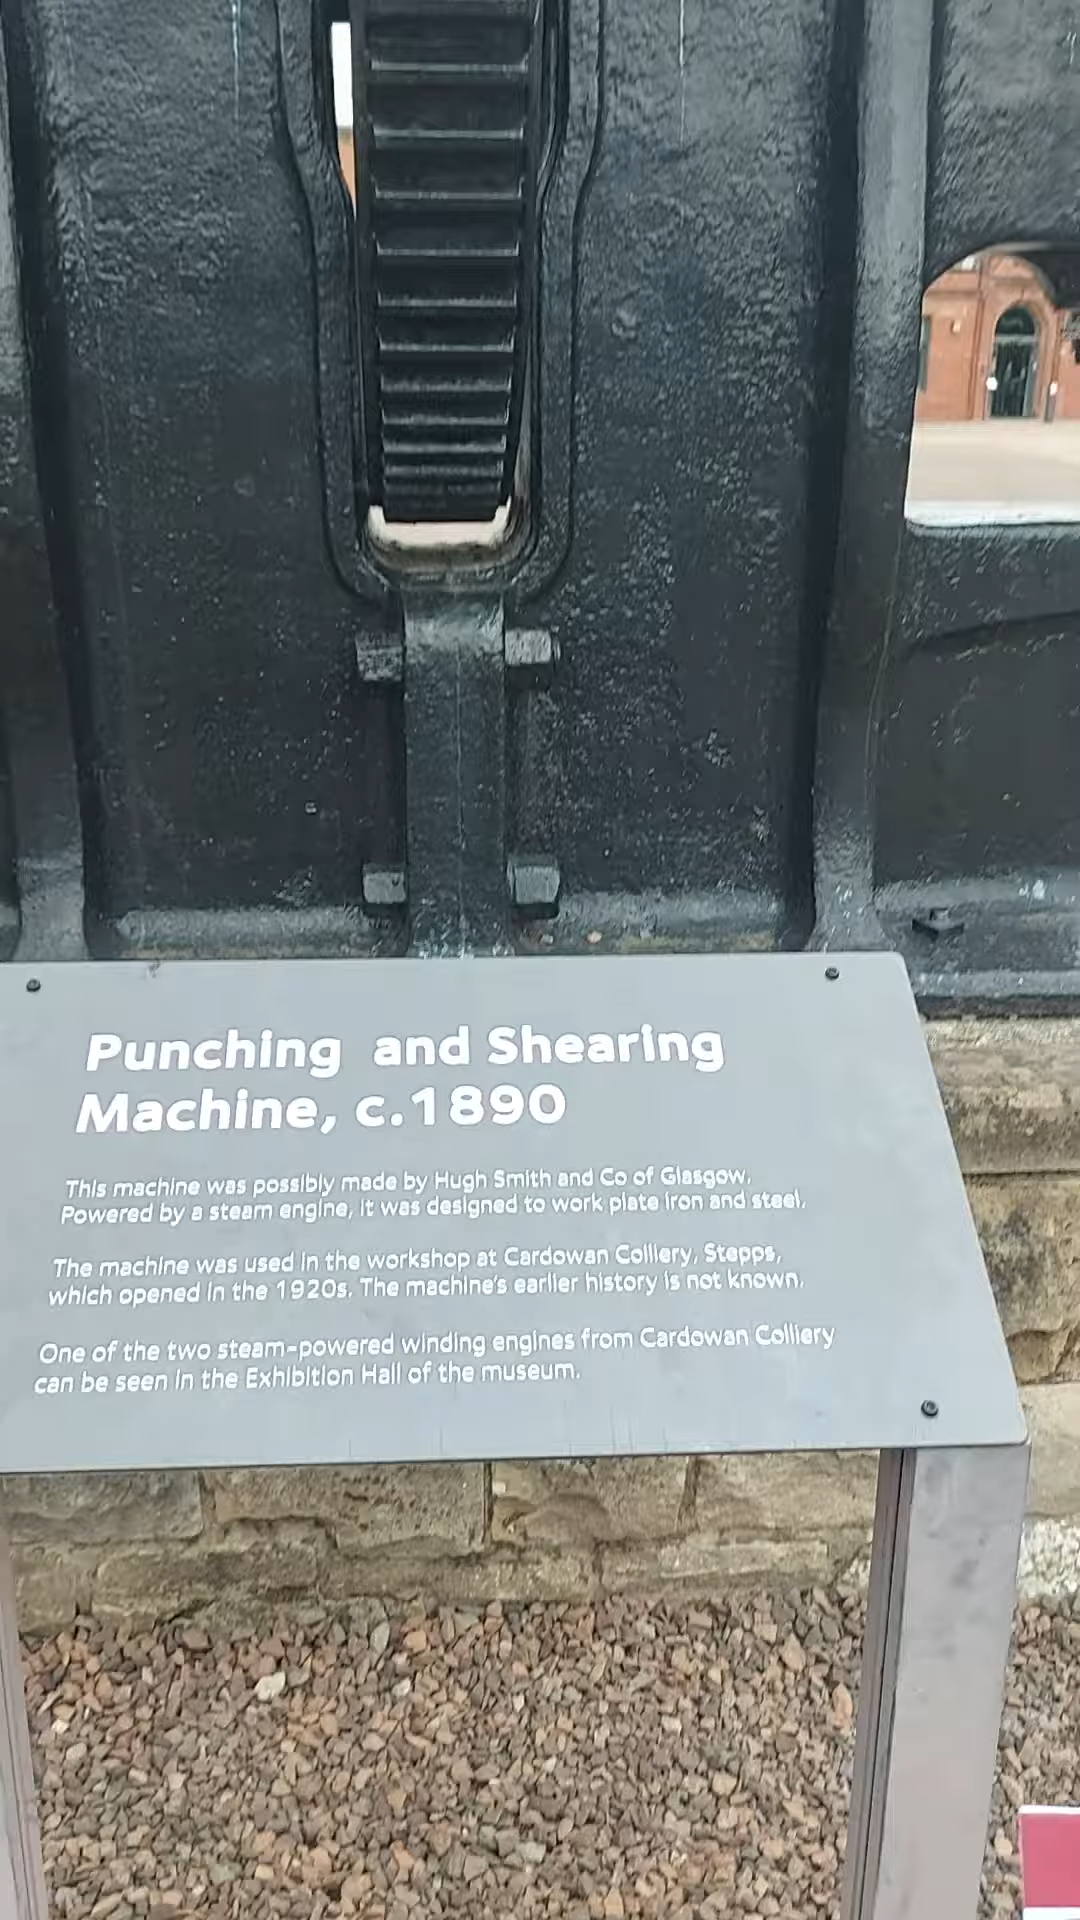 Punching and Shearing
Machine, c.1890
This machine was possibly made by Hugh Smith and Co of Glasgow.
Powered by a steam engine, it was designed to work plate iron and steel.
The machine was used in the workshop at Cardowan Colliery, Stepps,
which opened in the 1920s. The machine's earlier history is not known.
One of the two steam-powered winding engines from Cardowan Colliery
can be seen in the Exhibition Hall of the museum.